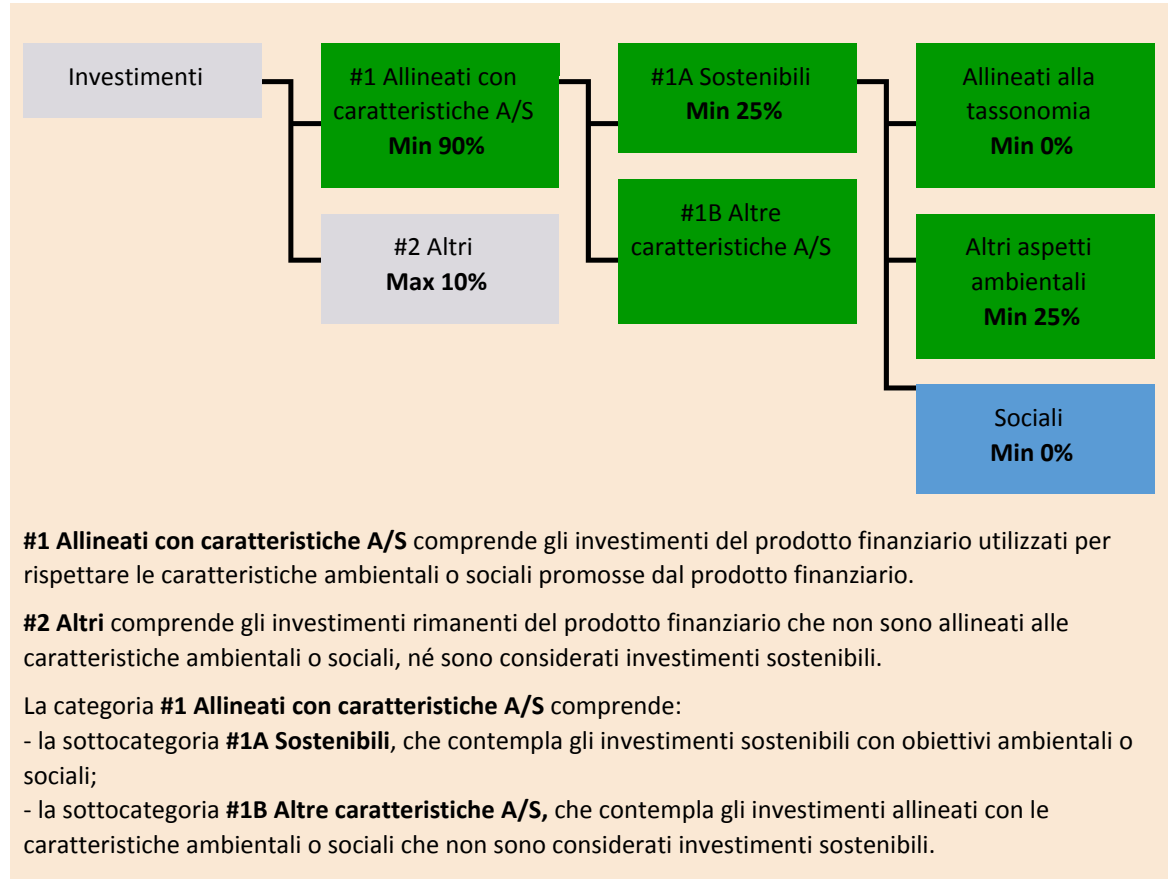 Investimenti
#1 Allineati con
caratteristiche A/S
Min 90%
#2 Altri
Max 10%
#1A Sostenibili
Min 25%
#1B Altre
caratteristiche A/S
Allineati alla
tassonomia
Min 0%
Altri aspetti
ambientali
Min 25%
Sociali
Min 0%
#1 Allineati con caratteristiche A/S comprende gli investimenti del prodotto finanziario utilizzati per
rispettare le caratteristiche ambientali o sociali promosse dal prodotto finanziario.
#2 Altri comprende gli investimenti rimanenti del prodotto finanziario che non sono allineati alle
caratteristiche ambientali o sociali, né sono considerati investimenti sostenibili.
La categoria #1 Allineati con caratteristiche A/S comprende:
- la sottocategoria #1A Sostenibili, che contempla gli investimenti sostenibili con obiettivi ambientali o
sociali;
- la sottocategoria #1B Altre caratteristiche A/S, che contempla gli investimenti allineati con le
caratteristiche ambientali o sociali che non sono considerati investimenti sostenibili.